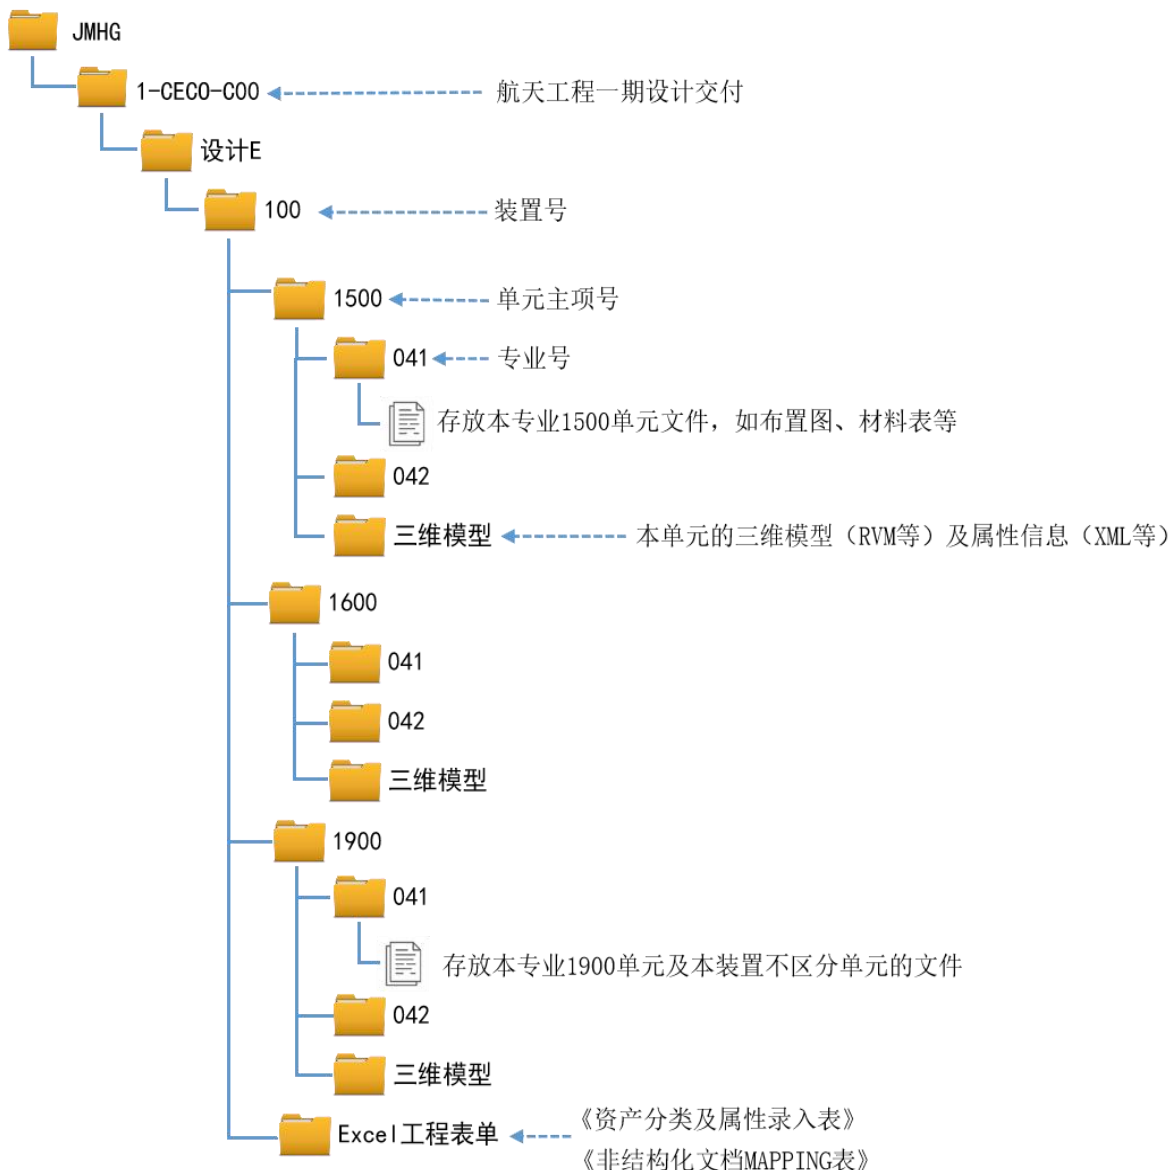 JMHG
1-CECO-C00 航天工程一期设计交付
设计E
100 装置号
1500 单元主项号
041 专业号
存放本专业1500单元文件，如布置图、材料表等
042
三维模型 本单元的三维模型（RVM等）及属性信息（XML等）
1600
041
042
三维模型
1900
041
存放本专业1900单元及本装置不区分单元的文件
042
三维模型
《资产分类及属性录入表》
Excel工程表单
《非结构化文档MAPPING表》